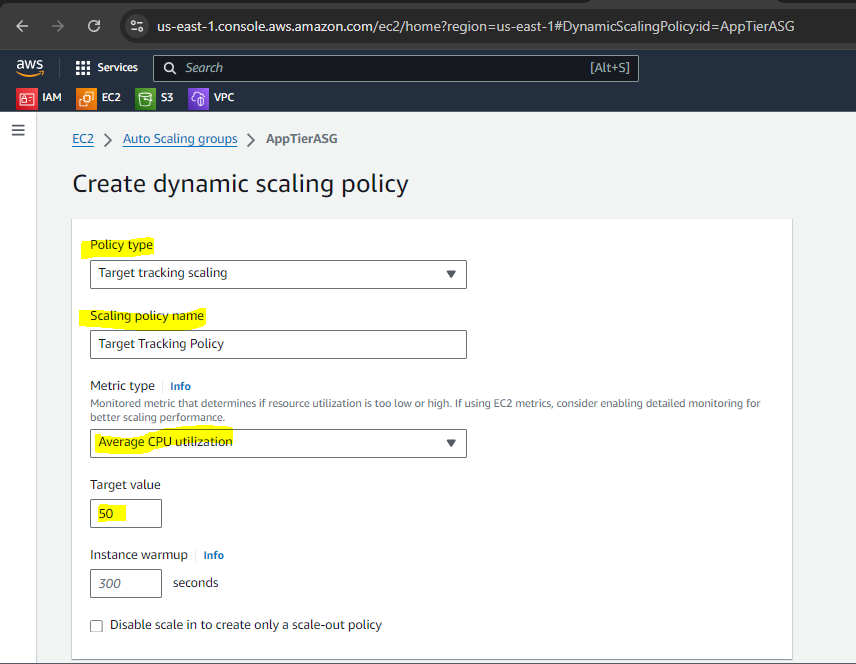 us-east-1.console.aws.amazon.com/ec2/home?region=us-east-1#DynamicScalingPolicy:id=AppTierASG
aws Services Search [Alt+S]
IAM EC2 S3 VPC
EC2 > Auto Scaling groups > AppTierASG
Create dynamic scaling policy
Policy type
Target tracking scaling
Scaling policy name
Target Tracking Policy
Metric type Info
Monitored metric that determines if resource utilization is too low or high. If using EC2 metrics, consider enabling detailed monitoring for
better scaling performance.
Average CPU utilization
Target value
50
Instance warmup Info
300 seconds
Disable scale in to create only a scale-out policy